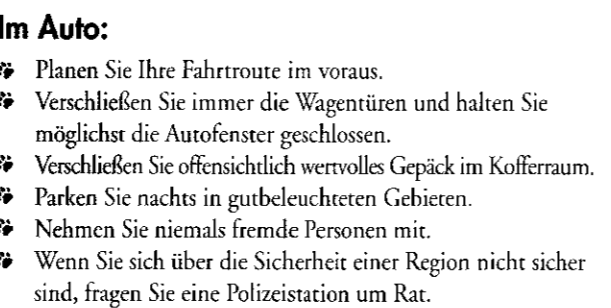 Im Auto:
Planen Sie Ihre Fahrtroute im voraus.
Verschließen Sie immer die Wagentüren und halten Sie
möglichst die Autofenster geschlossen.
Verschließen Sie offensichtlich wertvolles Gepäck im Kofferraum.
Parken Sie nachts in gutbeleuchteten Gebieten.
Nehmen Sie niemals fremde Personen mit.
Wenn Sie sich über die Sicherheit einer Region nicht sicher
sind, fragen Sie eine Polizeistation um Rat.